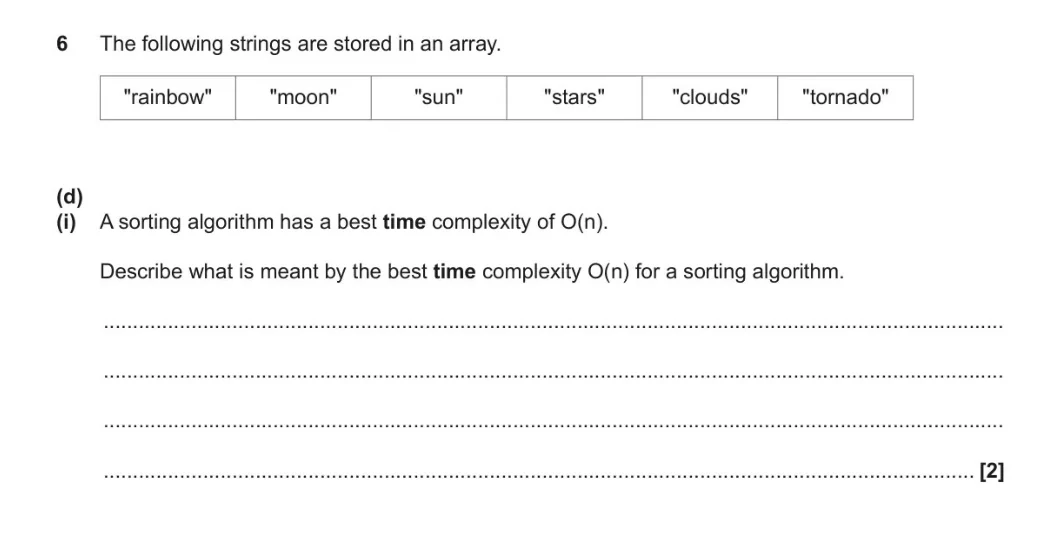 6 The following strings are stored in an array.
"rainbow" "moon" "sun" "stars" "clouds" "tornado"
(d)
(i) A sorting algorithm has a best time complexity of O(n).
Describe what is meant by the best time complexity O(n) for a sorting algorithm.
[2]